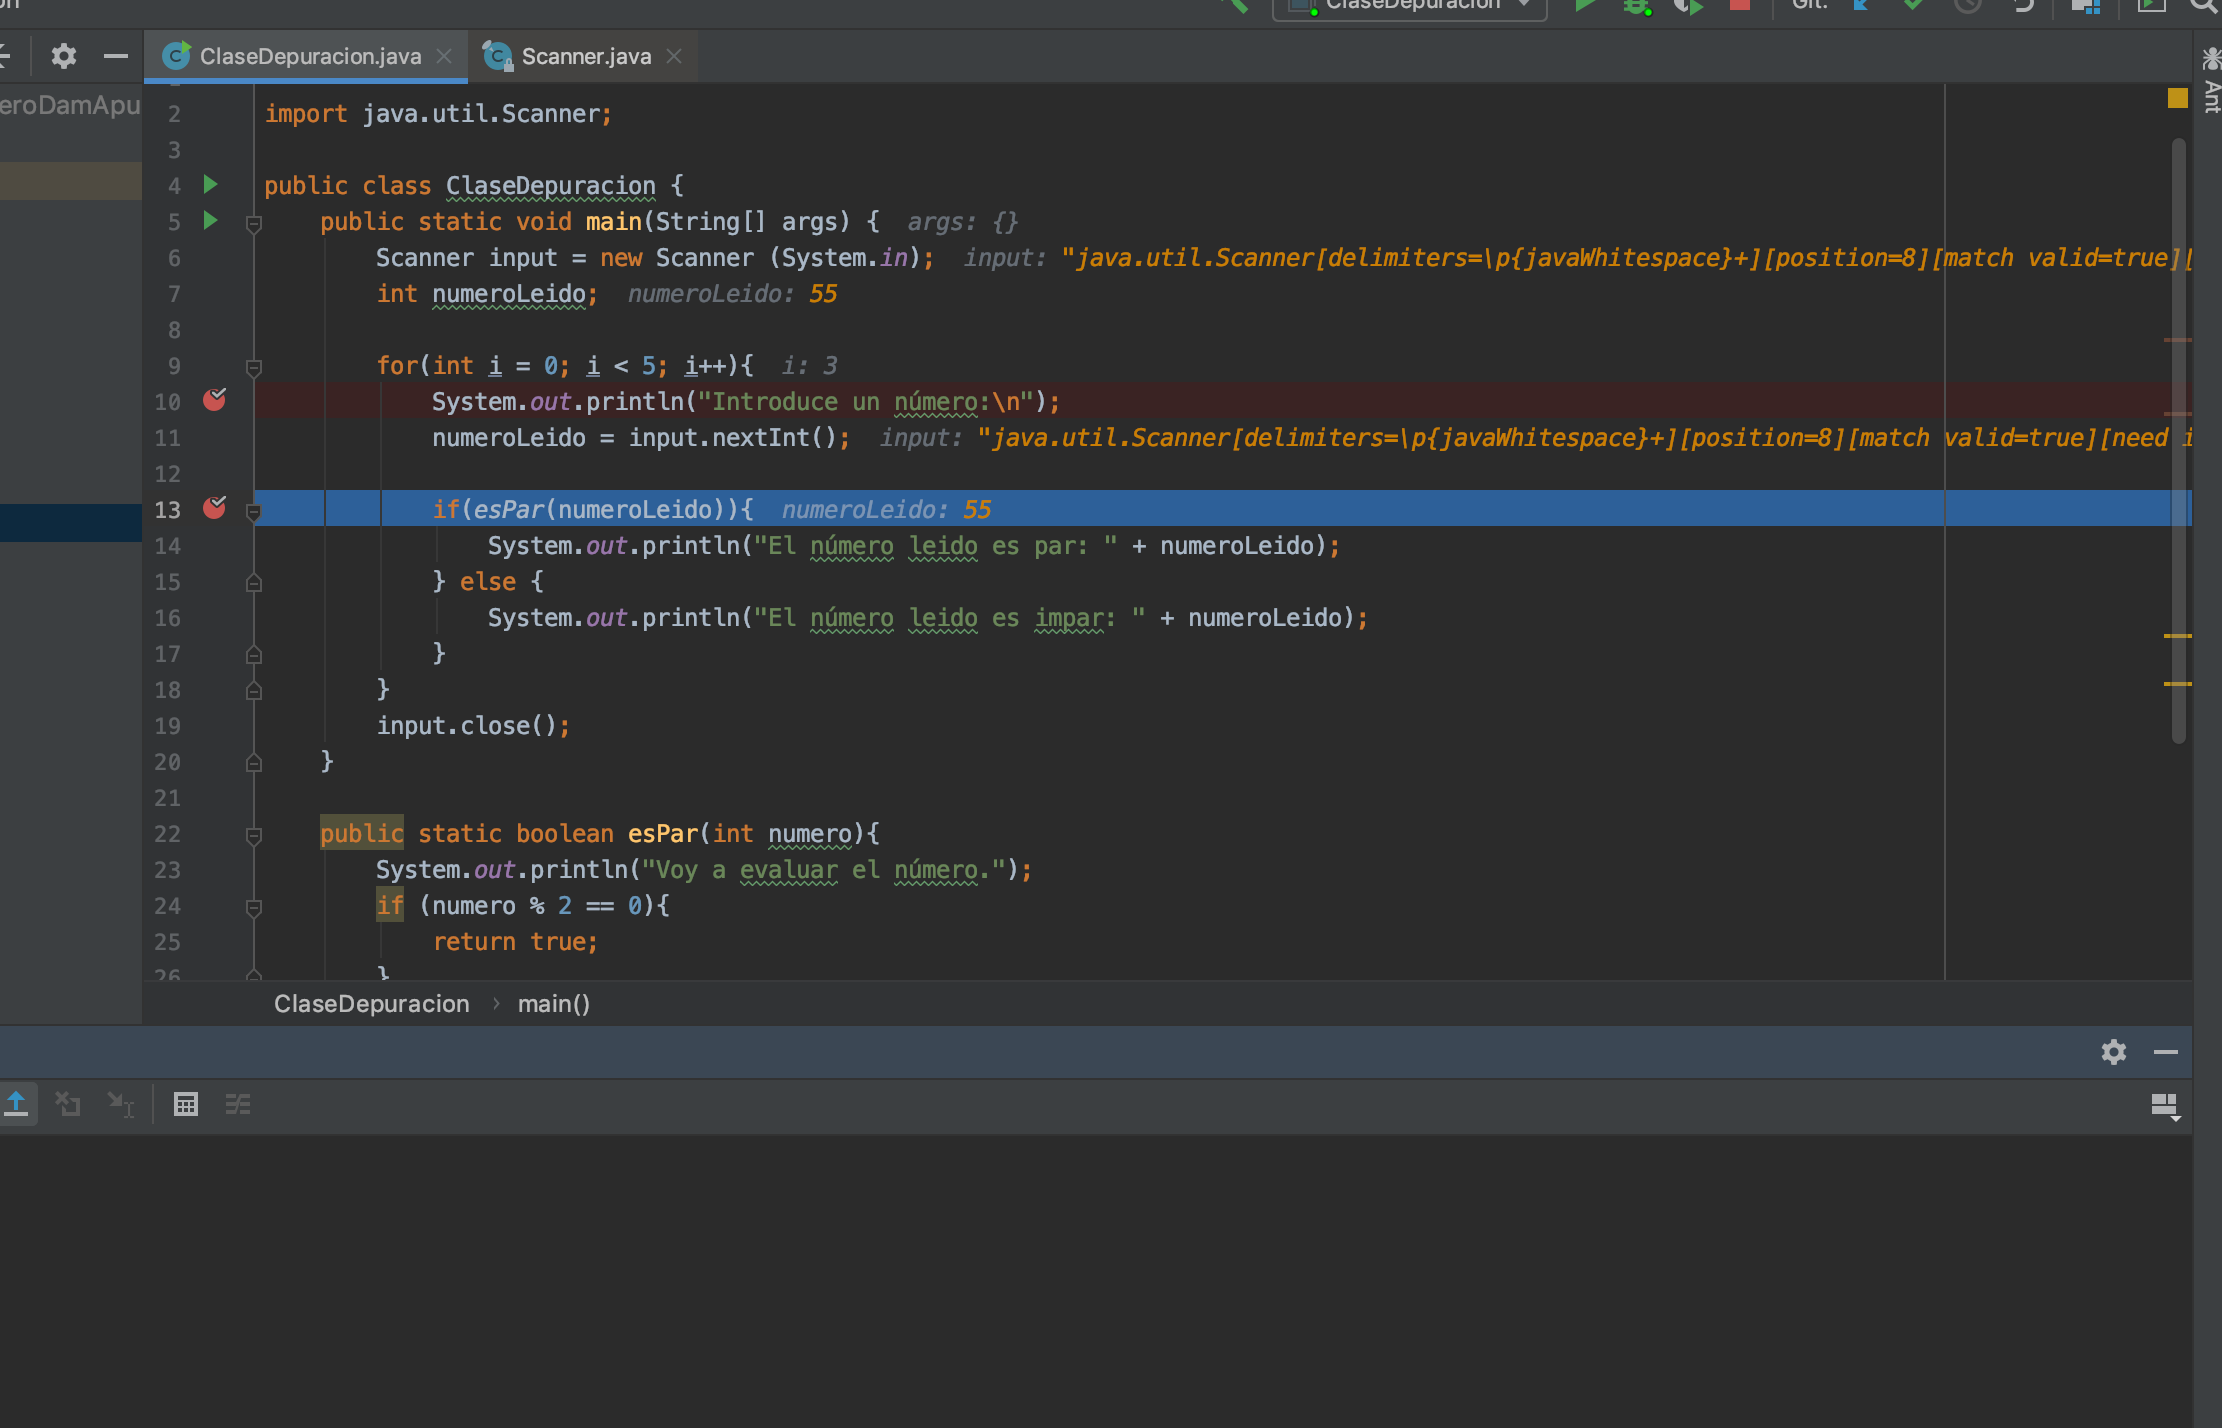 ClaseDepuracion
Git:
ClaseDepuracion.java
Scanner.java
Ant
eroDamApu
2 import java.util.Scanner;
3
4 public class ClaseDepuracion {
5 public static void main(String[] args) { args: {}
6 Scanner input = new Scanner (System.in); input: "java.util.Scanner[delimiters=\p{javaWhitespace}+][position=8][match valid=true][
7 int numeroLeido; numeroLeido: 55
8
9 for(int i = 0; i < 5; i++){ i: 3
10 System.out.println("Introduce un número:\n");
11 numeroLeido = input.nextInt(); input: "java.util.Scanner[delimiters=\p{javaWhitespace}+][position=8][match valid=true][need i
12
13 if(esPar(numeroLeido)){ numeroLeido: 55
14 System.out.println("El número leido es par: " + numeroLeido);
15 } else {
16 System.out.println("El número leido es impar: " + numeroLeido);
17 }
18 }
19 input.close();
20 }
21
22 public static boolean esPar(int numero){
23 System.out.println("Voy a evaluar el número.");
24 if (numero % 2 == 0){
25 return true;
26 }
ClaseDepuracion › main()